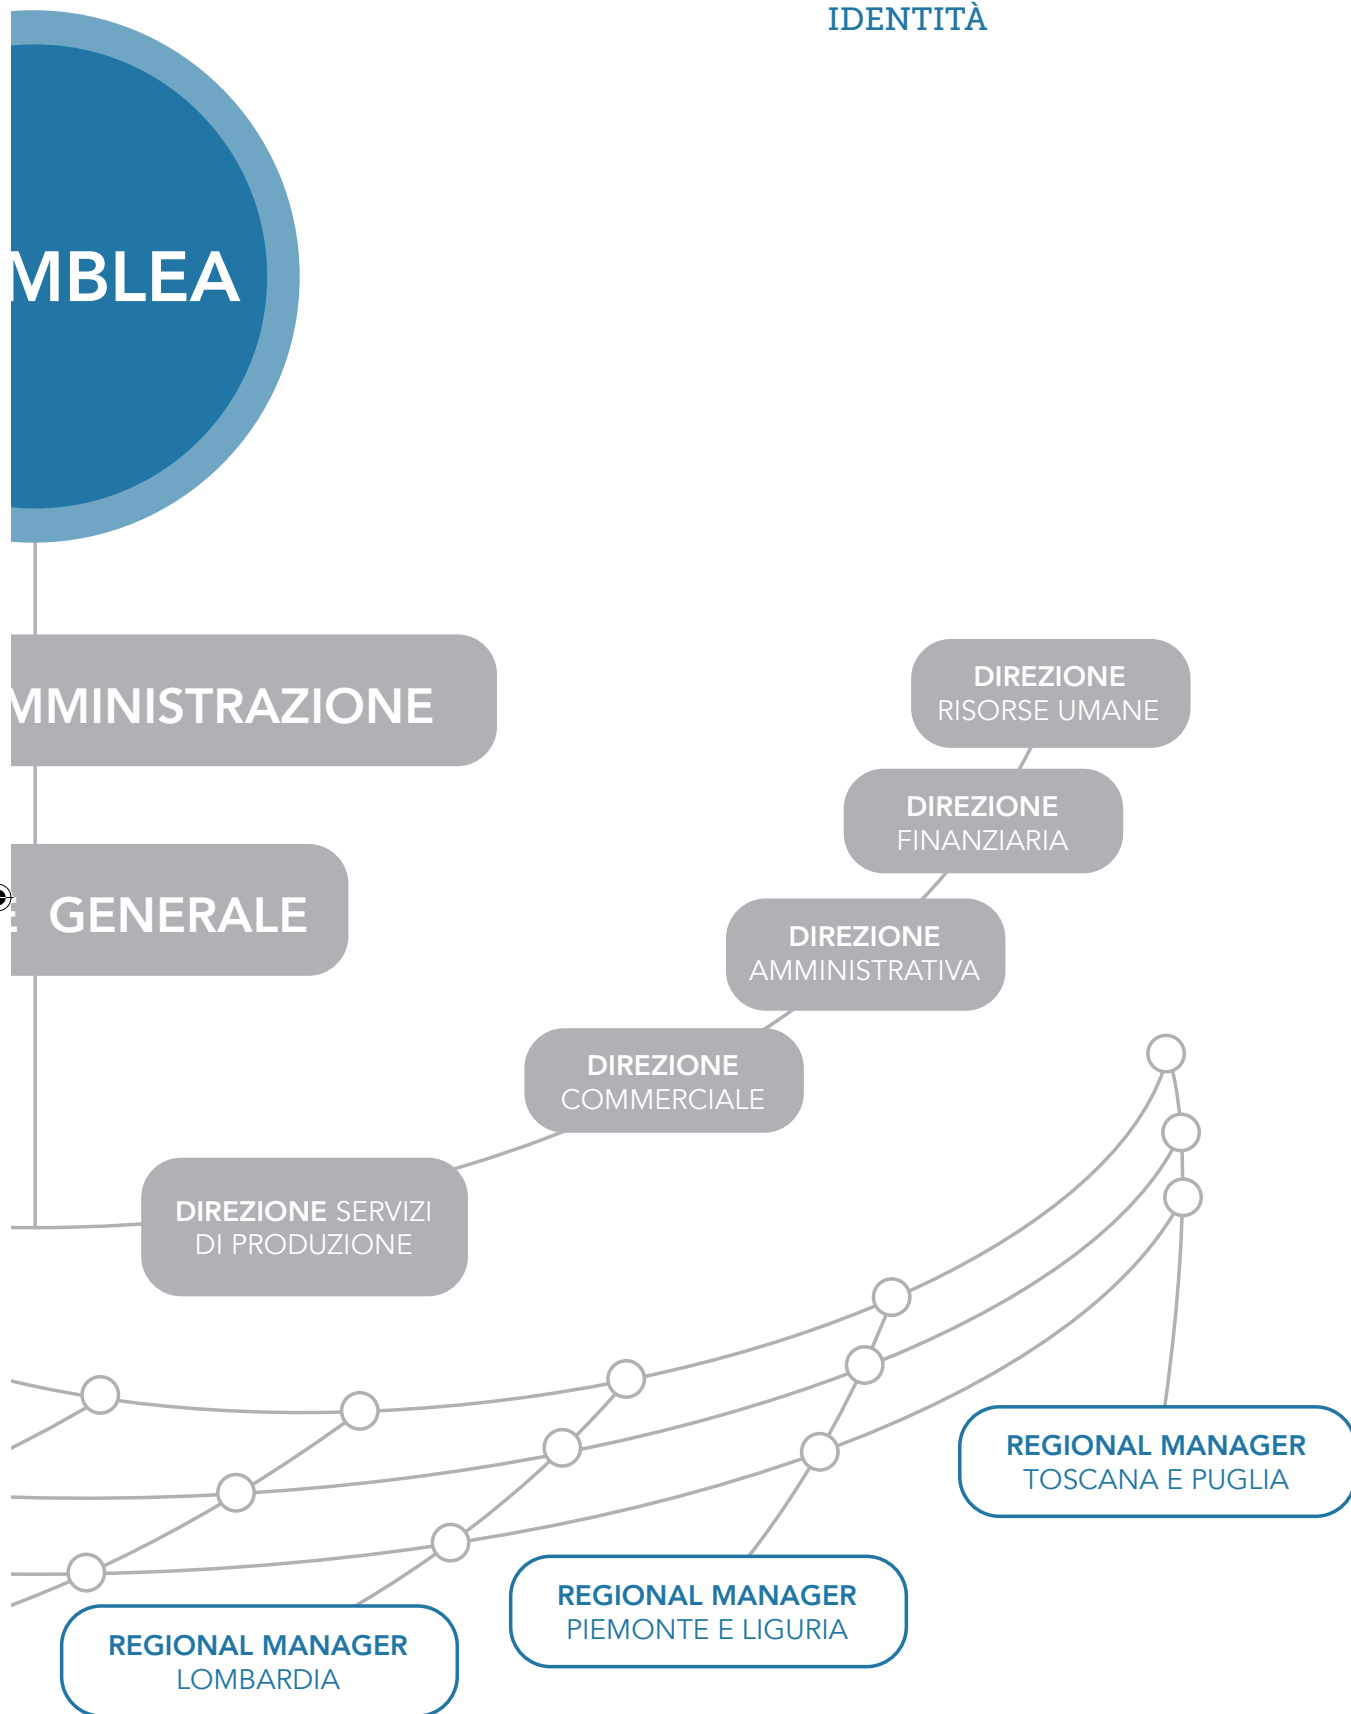 IDENTITÀ
MBLEA
MMINISTRAZIONE
DIREZIONE
RISORSE UMANE
DIREZIONE
FINANZIARIA
E GENERALE
DIREZIONE
AMMINISTRATIVA
DIREZIONE
COMMERCIALE
DIREZIONE SERVIZI
DI PRODUZIONE
REGIONAL MANAGER
TOSCANA E PUGLIA
REGIONAL MANAGER
PIEMONTE E LIGURIA
REGIONAL MANAGER
LOMBARDIA